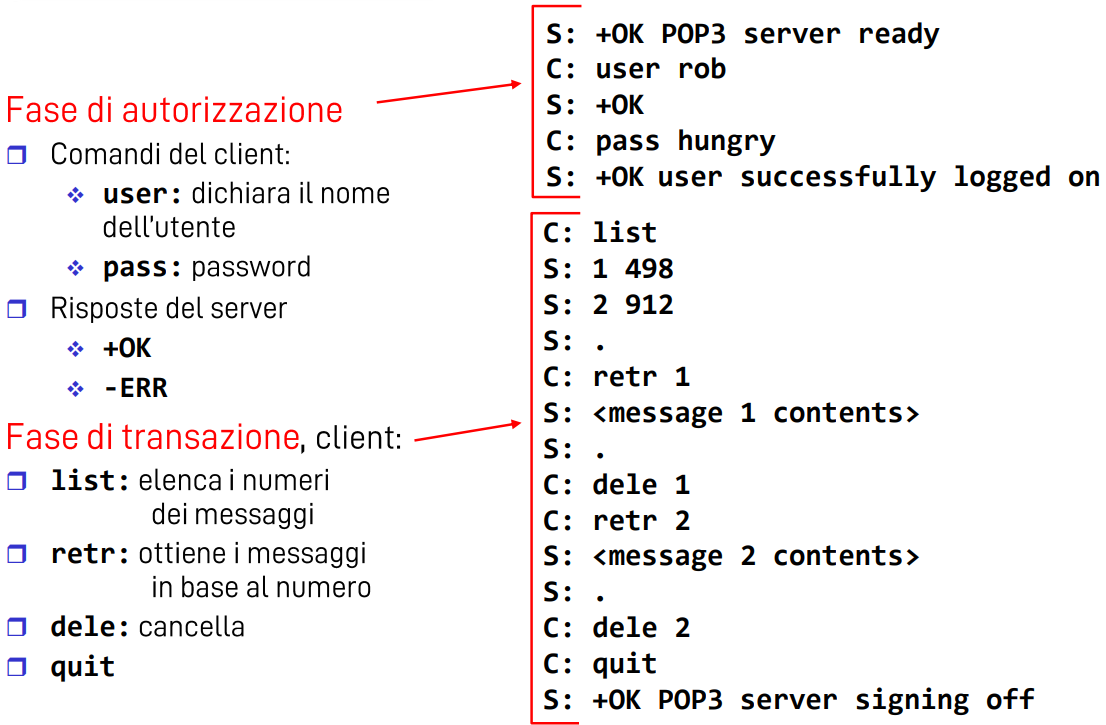 Fase di autorizzazione
Comandi del client:
user: dichiara il nome
dell'utente
pass: password
Risposte del server
+OK
-ERR
Fase di transazione, client:
list: elenca i numeri
dei messaggi
retr: ottiene i messaggi
in base al numero
dele: cancella
quit
S: +OK POP3 server ready
C: user rob
S: +OK
C: pass hungry
S: +OK user successfully logged on
C: list
S: 1 498
S: 2 912
S: .
C: retr 1
S: <message 1 contents>
S: .
C: dele 1
C: retr 2
S: <message 2 contents>
S: .
C: dele 2
C: quit
S: +OK POP3 server signing off